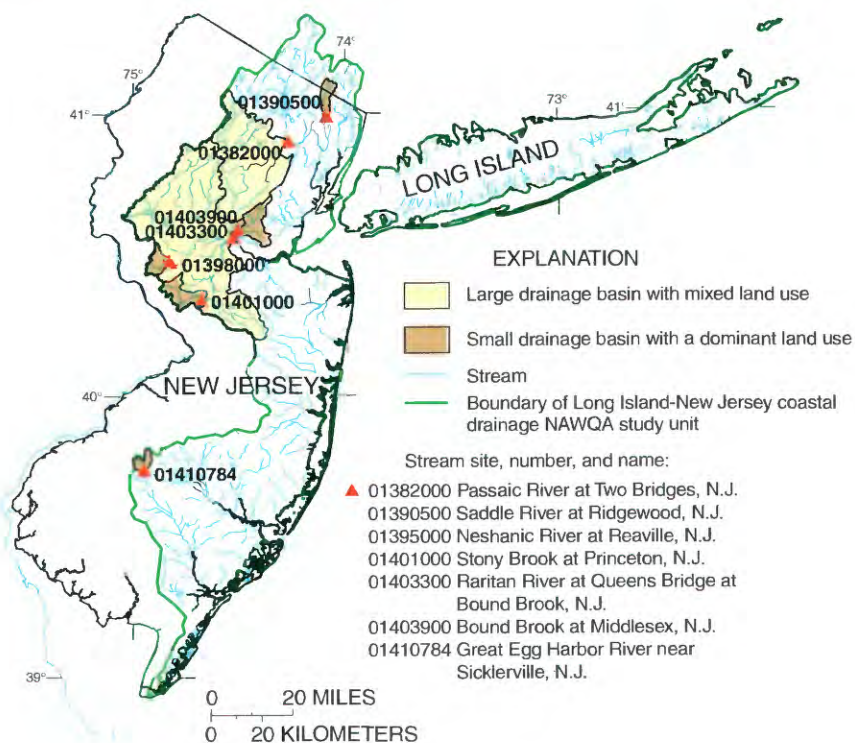 74°
75°
01390500
41°
73°
41°
01382000
LONG ISLAND
01403900
01403300
01398000
01401000
EXPLANATION
Large drainage basin with mixed land use
Small drainage basin with a dominant land use
Stream
NEW JERSEY
40°
Boundary of Long Island-New Jersey coastal
drainage NAWQA study unit
Stream site, number, and name:
01410784
01382000 Passaic River at Two Bridges, N.J.
01390500 Saddle River at Ridgewood, N.J.
01395000 Neshanic River at Reaville, N.J.
01401000 Stony Brook at Princeton, N.J.
01403300 Raritan River at Queens Bridge at
Bound Brook, N.J.
01403900 Bound Brook at Middlesex, N.J.
01410784 Great Egg Harbor River near
Sicklerville, N.J.
39°
0 20 MILES
0 20 KILOMETERS